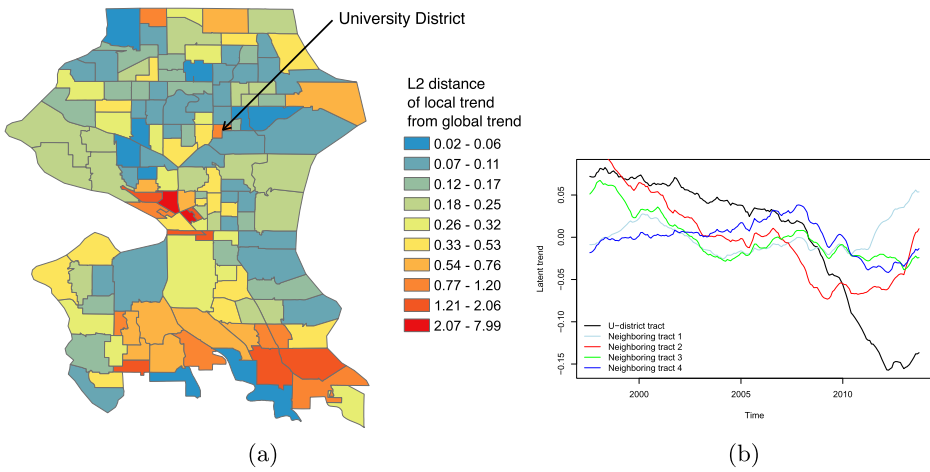 University District
L2 distance
of local trend
from global trend
0.02 - 0.06
0.07 - 0.11
0.12 - 0.17
0.18 - 0.25
0.26 - 0.32
0.33 - 0.53
0.54 - 0.76
0.77 - 1.20
1.21 - 2.06
2.07 - 7.99
(a)
Latent trend
0.05
0.00
−0.05
−0.10
−0.15
U−district tract
Neighboring tract 1
Neighboring tract 2
Neighboring tract 3
Neighboring tract 4
2000
2005
2010
Time
(b)